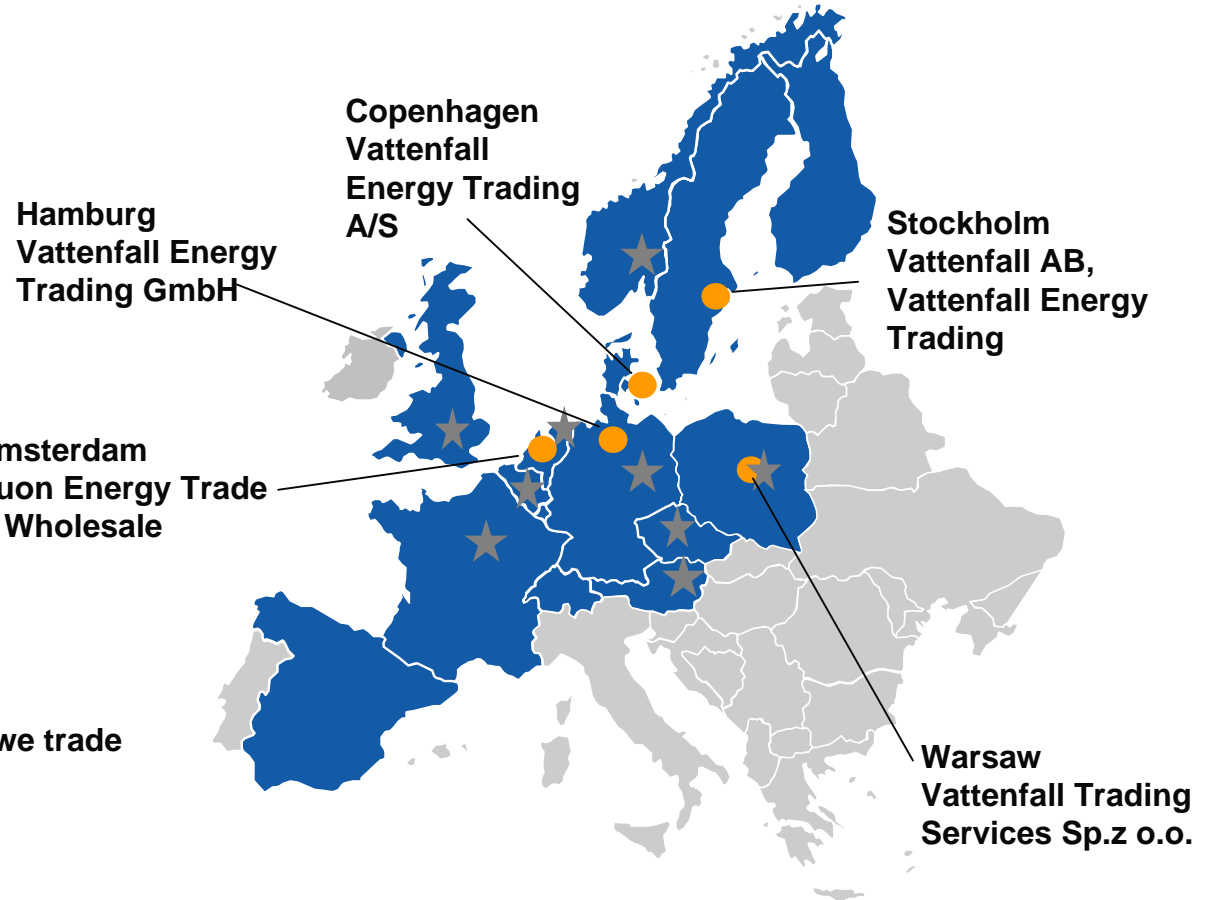 Copenhagen
Vattenfall
Energy Trading
A/S
Hamburg
Vattenfall Energy
Trading GmbH
Stockholm
Vattenfall AB,
Vattenfall Energy
Trading
msterdam
uon Energy Trade
Wholesale
we trade
Warsaw
Vattenfall Trading
Services Sp.z o.o.